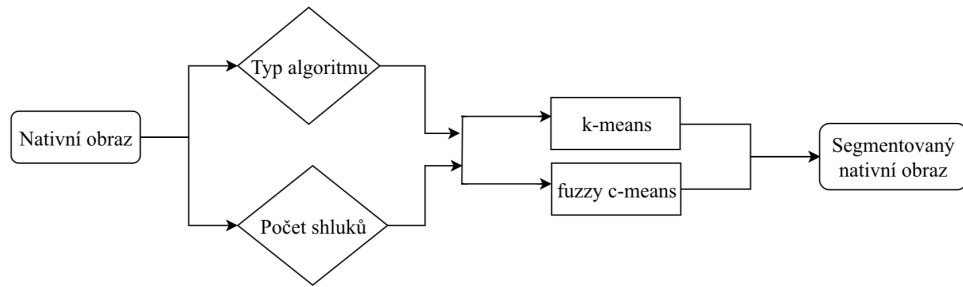 Nativní obraz
Typ algoritmu
Počet shluků
k-means
fuzzy c-means
Segmentovaný
nativní obraz